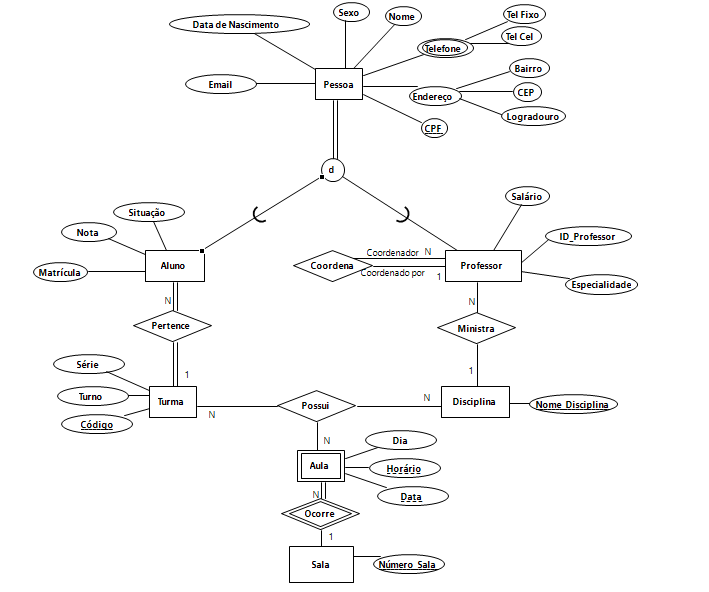 Sexo
Nome
Tel Fixo
Data de Nascimento
Tel Cel
Telefone
Bairro
Email
Pessoa
CEP
Endereço
Logradouro
CPF
d
Salário
Situação
Nota
ID_Professor
Coordenador
N
Matrícula
Aluno
Coordena
Professor
Coordenado por
1
Especialidade
N
N
Pertence
Ministra
Série
1
1
Turno
Turma
Possui
N
Disciplina
Nome_Disciplina
N
Código
N
Dia
Aula
Horário
N
Data
Ocorre
1
Sala
Número_Sala